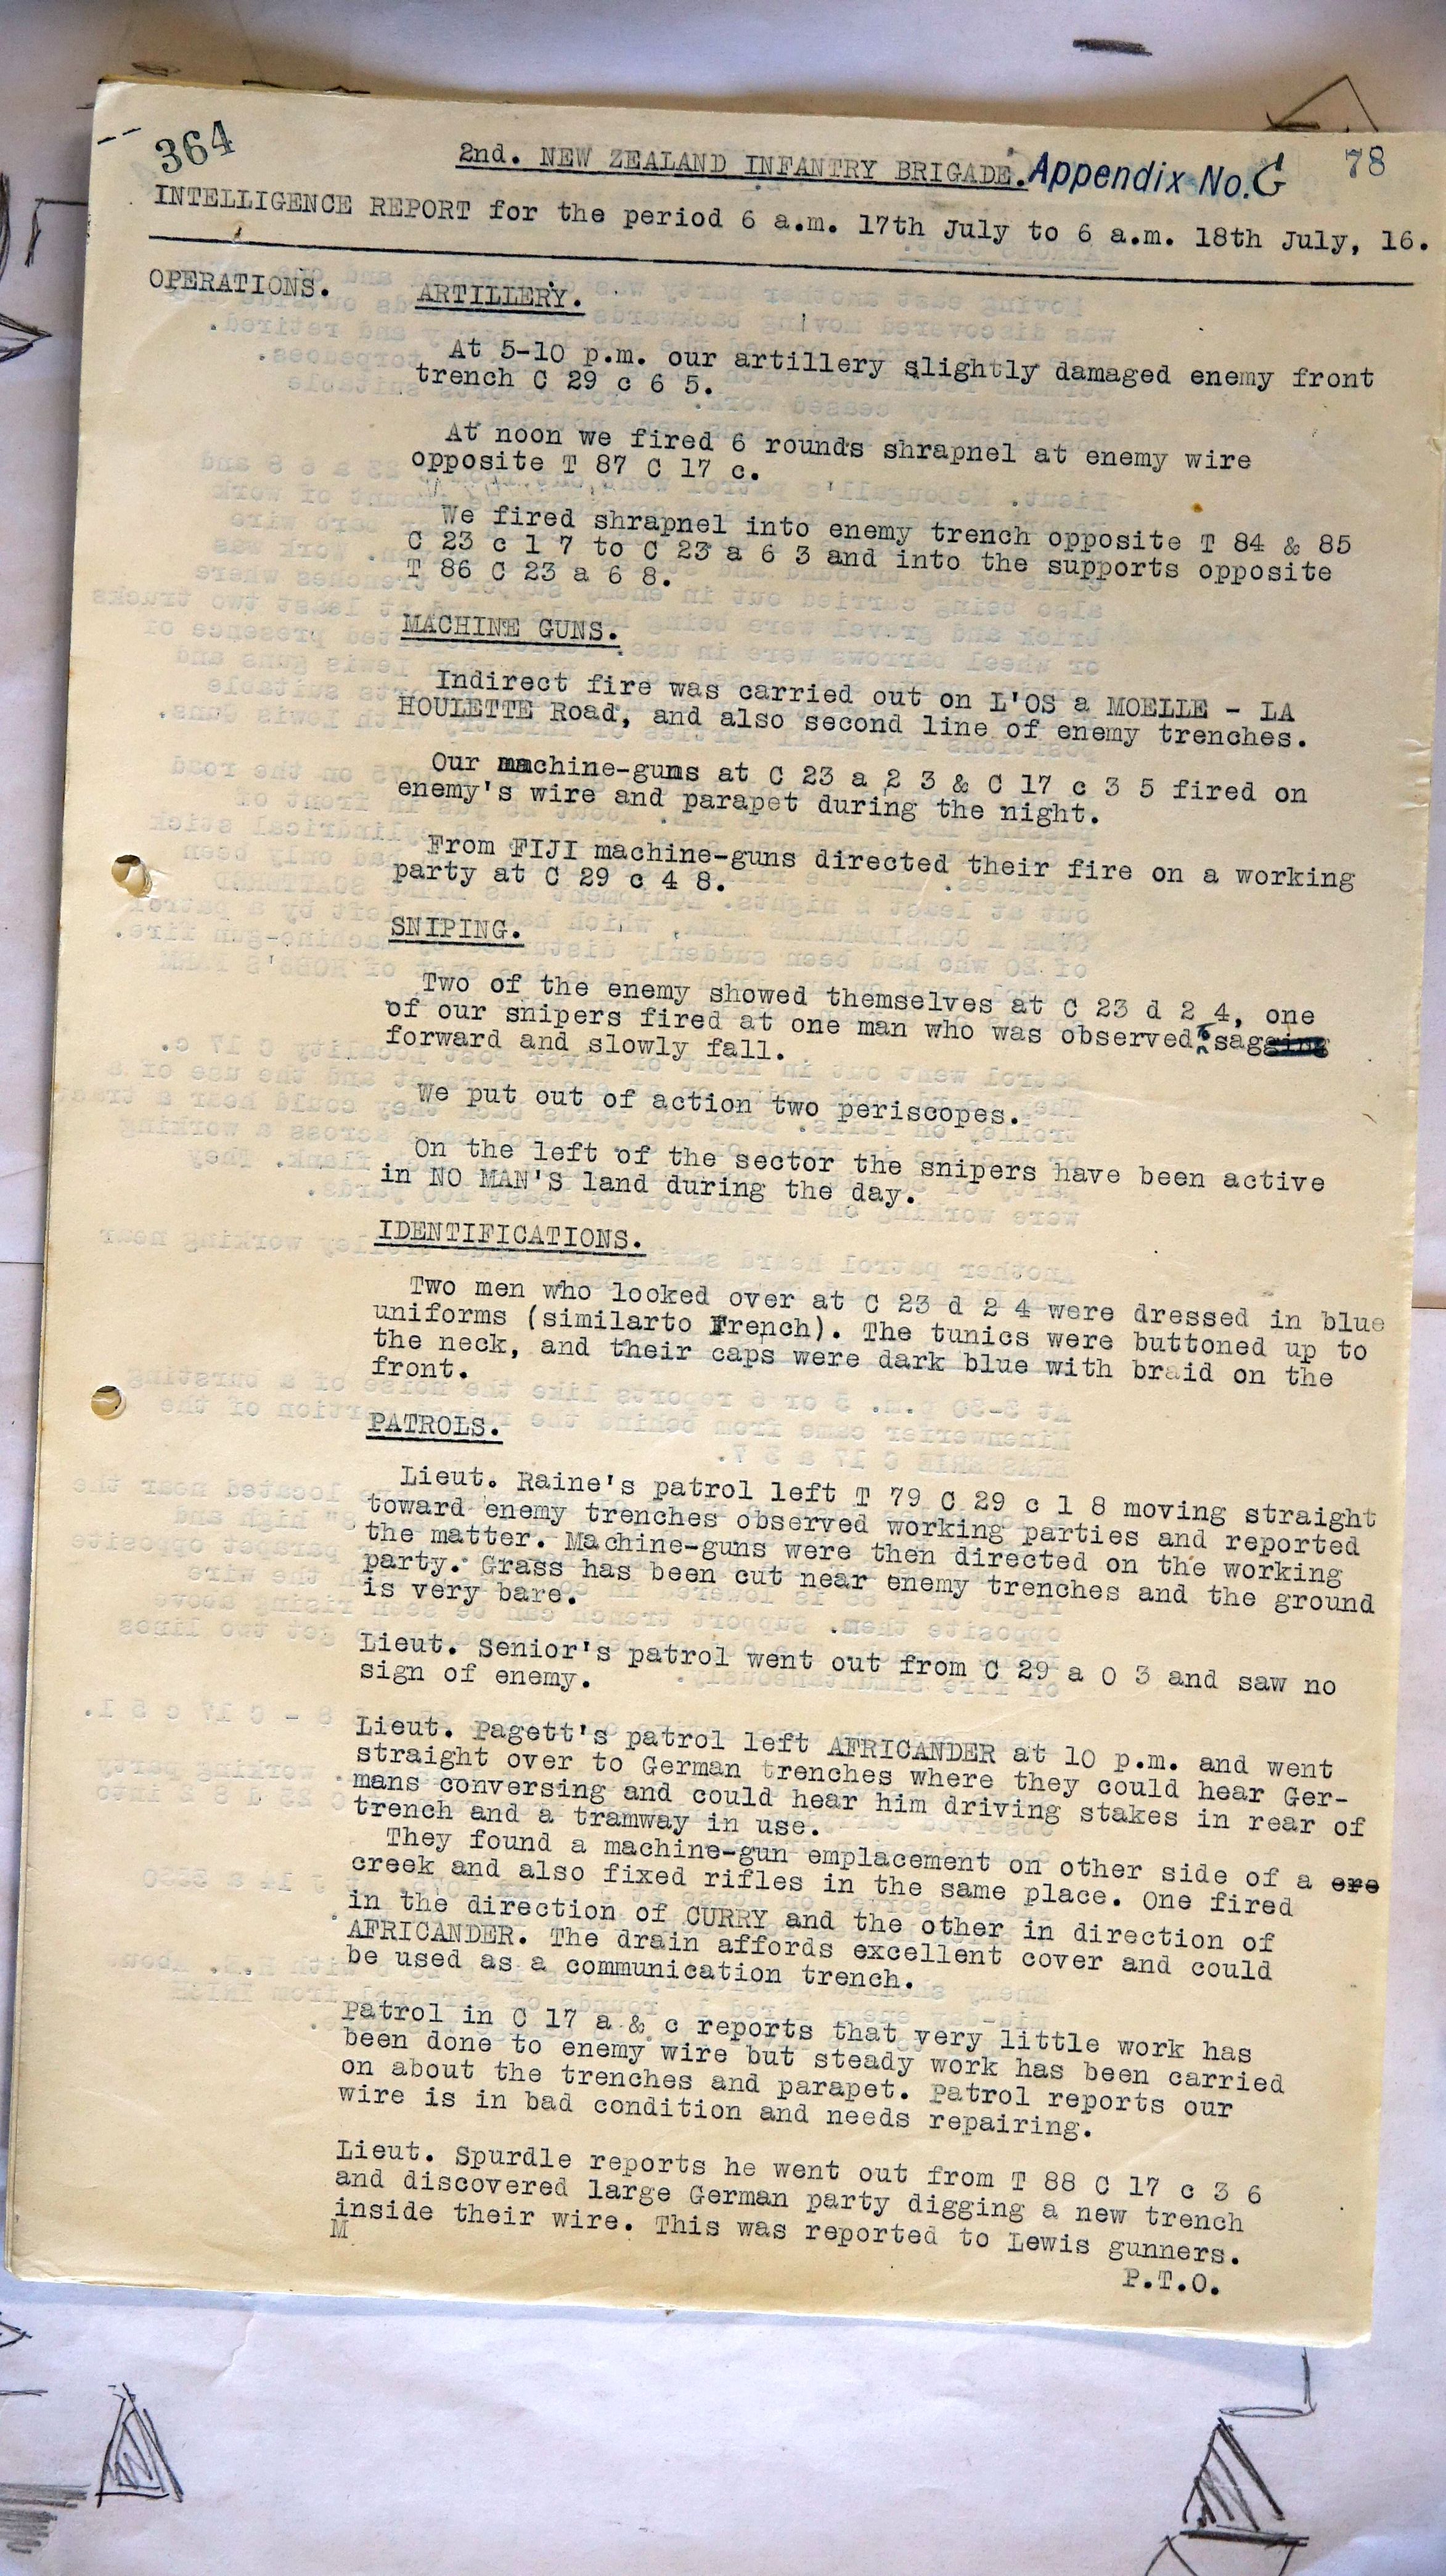 364
2nd. NEW ZEALAND INFANTRY BRIGADE. Appendix No. G 78
INTELLIGENCE REPORT for the period 6 a.m. 17th July to 6 a.m. 18th July, 16.
OPERATIONS. ARTILLERY.
At 5-10 p.m. our artillery slightly damaged enemy front
trench C 29 c 6 5.
At noon we fired 6 rounds shrapnel at enemy wire
opposite T 87 C 17 c.
We fired shrapnel into enemy trench opposite T 84 & 85
C 23 c 1 7 to C 23 a 6 3 and into the supports opposite
T 86 C 23 a 6 8.
MACHINE GUNS.
Indirect fire was carried out on L'OS a MOELLE - LA
HOULETTE Road, and also second line of enemy trenches.
Our machine-guns at C 23 a 2 3 & C 17 c 3 5 fired on
enemy's wire and parapet during the night.
From FIJI machine-guns directed their fire on a working
party at C 29 c 4 8.
SNIPING.
Two of the enemy showed themselves at C 23 d 2 4, one
of our snipers fired at one man who was observed to sagging
forward and slowly fall.
We put out of action two periscopes.
On the left of the sector the snipers have been active
in NO MAN'S land during the day.
IDENTIFICATIONS.
Two men who looked over at C 23 d 2 4 were dressed in blue
uniforms (similarto French). The tunics were buttoned up to
the neck, and their caps were dark blue with braid on the
front.
PATROLS.
Lieut. Raine's patrol left T 79 C 29 c 1 8 moving straight
toward enemy trenches observed working parties and reported
the matter. Machine-guns were then directed on the working
party. Grass has been cut near enemy trenches and the ground
is very bare.
Lieut. Senior's patrol went out from C 29 a 0 3 and saw no
sign of enemy.
Lieut. Pagett's patrol left AFRICANDER at 10 p.m. and went
straight over to German trenches where they could hear Ger-
mans conversing and could hear him driving stakes in rear of
trench and a tramway in use.
They found a machine-gun emplacement on other side of a cre
creek and also fixed rifles in the same place. One fired
in the direction of CURRY and the other in direction of
AFRICANDER. The drain affords excellent cover and could
be used as a communication trench.
Patrol in C 17 a & c reports that very little work has
been done to enemy wire but steady work has been carried
on about the trenches and parapet. Patrol reports our
wire is in bad condition and needs repairing.
Lieut. Spurdle reports he went out from T 88 C 17 c 3 6
and discovered large German party digging a new trench
inside their wire. This was reported to Lewis gunners.
M
P.T.O.